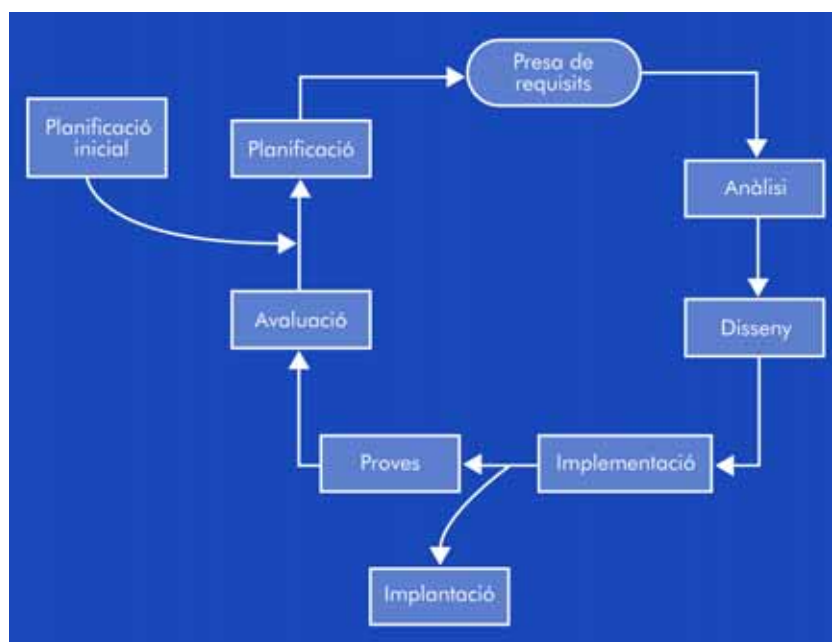 Presa de
requisits
Planificació
inicial
Planificació
Anàlisi
Avaluació
Disseny
Proves
Implementació
Implantació